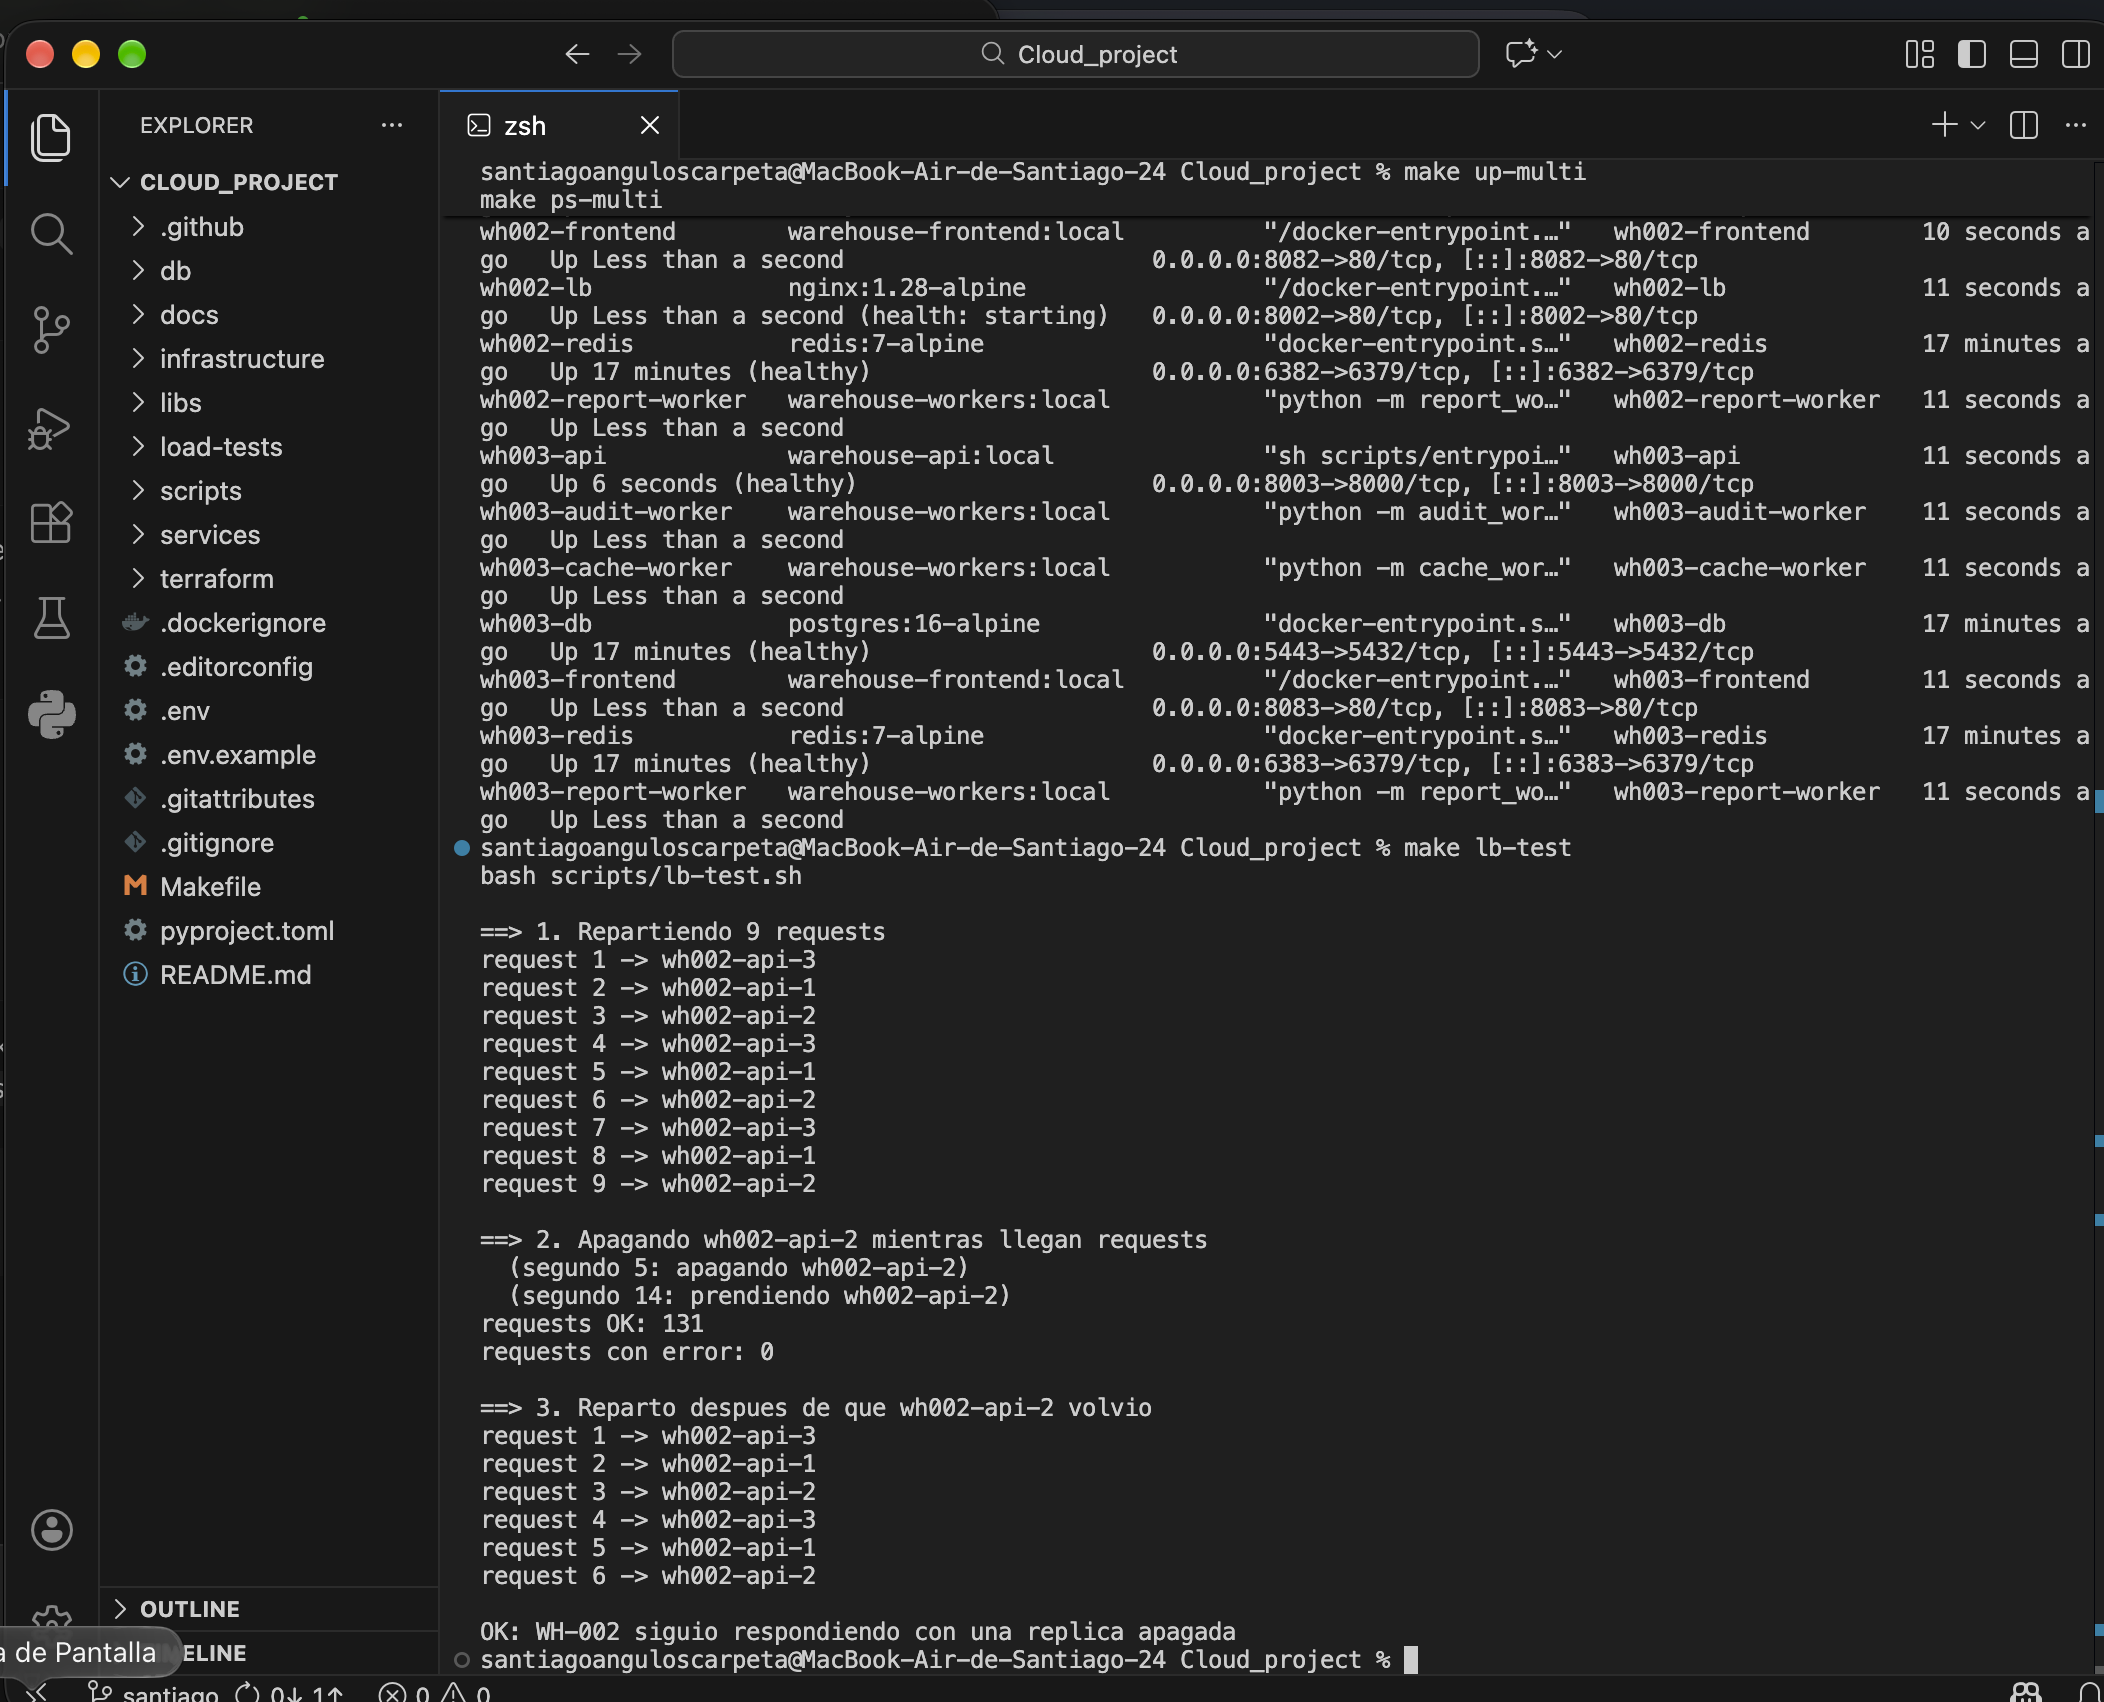 Cloud_project
EXPLORER
zsh
CLOUD_PROJECT
.github
db
docs
infrastructure
libs
load-tests
scripts
services
terraform
.dockerignore
.editorconfig
.env
.env.example
.gitattributes
.gitignore
Makefile
pyproject.toml
README.md
OUTLINE
ELINE
a de Pantalla
santiago 0↓ 1↑ 0 0
santiagoanguloscarpeta@MacBook-Air-de-Santiago-24 Cloud_project % make up-multi
make ps-multi
wh002-frontend warehouse-frontend:local "/docker-entrypoint.…" wh002-frontend 10 seconds a
go Up Less than a second 0.0.0.0:8082->80/tcp, [::]:8082->80/tcp
wh002-lb nginx:1.28-alpine "/docker-entrypoint.…" wh002-lb 11 seconds a
go Up Less than a second (health: starting) 0.0.0.0:8002->80/tcp, [::]:8002->80/tcp
wh002-redis redis:7-alpine "docker-entrypoint.s…" wh002-redis 17 minutes a
go Up 17 minutes (healthy) 0.0.0.0:6382->6379/tcp, [::]:6382->6379/tcp
wh002-report-worker warehouse-workers:local "python -m report_wo…" wh002-report-worker 11 seconds a
go Up Less than a second
wh003-api warehouse-api:local "sh scripts/entrypoi…" wh003-api 11 seconds a
go Up 6 seconds (healthy) 0.0.0.0:8003->8000/tcp, [::]:8003->8000/tcp
wh003-audit-worker warehouse-workers:local "python -m audit_wor…" wh003-audit-worker 11 seconds a
go Up Less than a second
wh003-cache-worker warehouse-workers:local "python -m cache_wor…" wh003-cache-worker 11 seconds a
go Up Less than a second
wh003-db postgres:16-alpine "docker-entrypoint.s…" wh003-db 17 minutes a
go Up 17 minutes (healthy) 0.0.0.0:5443->5432/tcp, [::]:5443->5432/tcp
wh003-frontend warehouse-frontend:local "/docker-entrypoint.…" wh003-frontend 11 seconds a
go Up Less than a second 0.0.0.0:8083->80/tcp, [::]:8083->80/tcp
wh003-redis redis:7-alpine "docker-entrypoint.s…" wh003-redis 17 minutes a
go Up 17 minutes (healthy) 0.0.0.0:6383->6379/tcp, [::]:6383->6379/tcp
wh003-report-worker warehouse-workers:local "python -m report_wo…" wh003-report-worker 11 seconds a
go Up Less than a second
santiagoanguloscarpeta@MacBook-Air-de-Santiago-24 Cloud_project % make lb-test
bash scripts/lb-test.sh
==> 1. Repartiendo 9 requests
request 1 -> wh002-api-3
request 2 -> wh002-api-1
request 3 -> wh002-api-2
request 4 -> wh002-api-3
request 5 -> wh002-api-1
request 6 -> wh002-api-2
request 7 -> wh002-api-3
request 8 -> wh002-api-1
request 9 -> wh002-api-2
==> 2. Apagando wh002-api-2 mientras llegan requests
(segundo 5: apagando wh002-api-2)
(segundo 14: prendiendo wh002-api-2)
requests OK: 131
requests con error: 0
==> 3. Reparto despues de que wh002-api-2 volvio
request 1 -> wh002-api-3
request 2 -> wh002-api-1
request 3 -> wh002-api-2
request 4 -> wh002-api-3
request 5 -> wh002-api-1
request 6 -> wh002-api-2
OK: WH-002 siguio respondiendo con una replica apagada
santiagoanguloscarpeta@MacBook-Air-de-Santiago-24 Cloud_project %